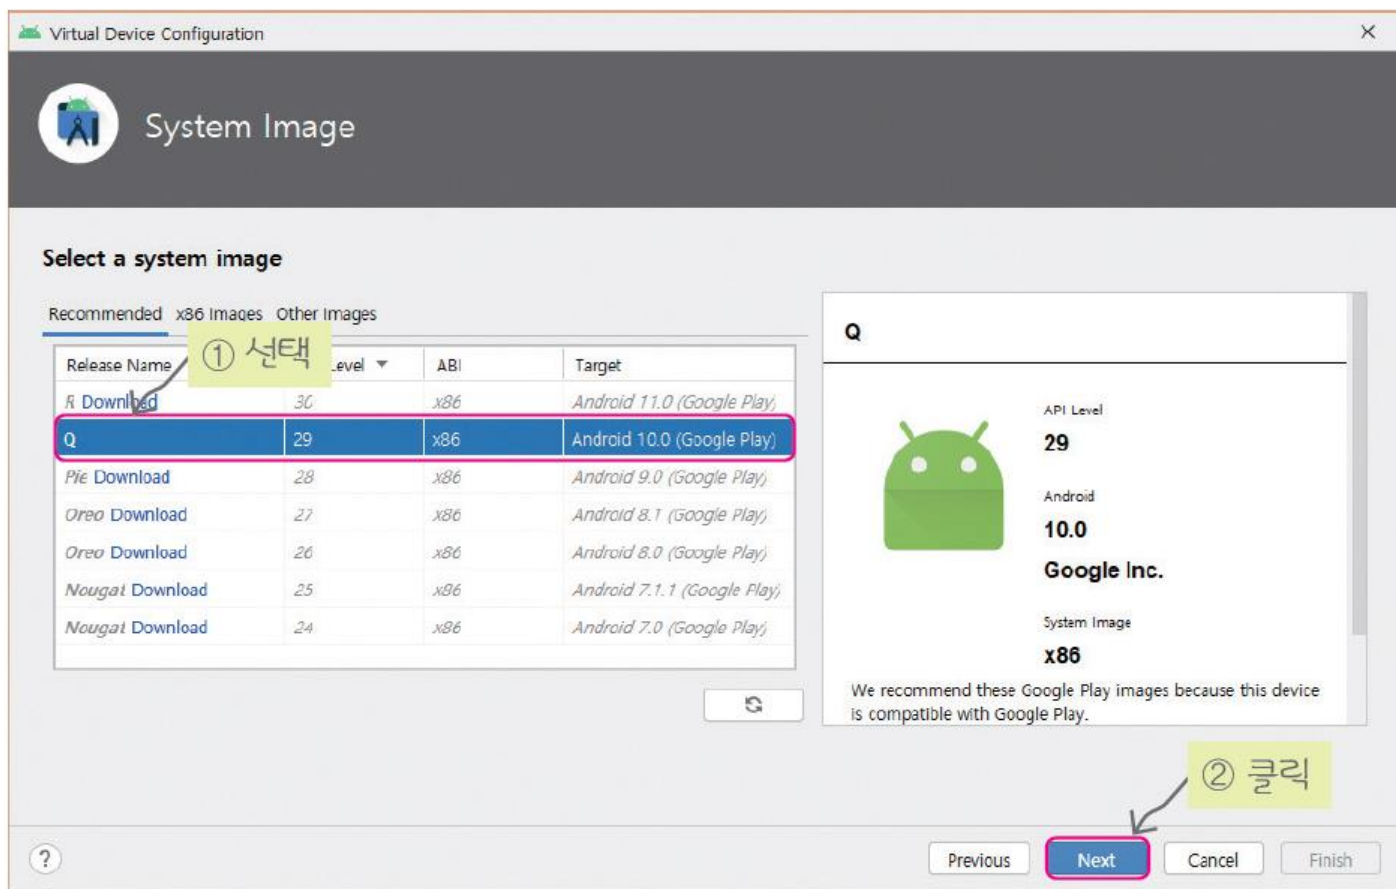 Virtual Device Configuration
System Image
Select a system image
Recommended x86 Images Other Images
① 선택
Release Name Level ABI Target
R Download 30 x86 Android 11.0 (Google Play)
Q 29 x86 Android 10.0 (Google Play)
Pie Download 28 x86 Android 9.0 (Google Play)
Oreo Download 27 x86 Android 8.1 (Google Play)
Oreo Download 26 x86 Android 8.0 (Google Play)
Nougat Download 25 x86 Android 7.1.1 (Google Play)
Nougat Download 24 x86 Android 7.0 (Google Play)
Q
API Level
29
Android
10.0
Google Inc.
System Image
x86
We recommend these Google Play images because this device
is compatible with Google Play.
② 클릭
? Previous Next Cancel Finish